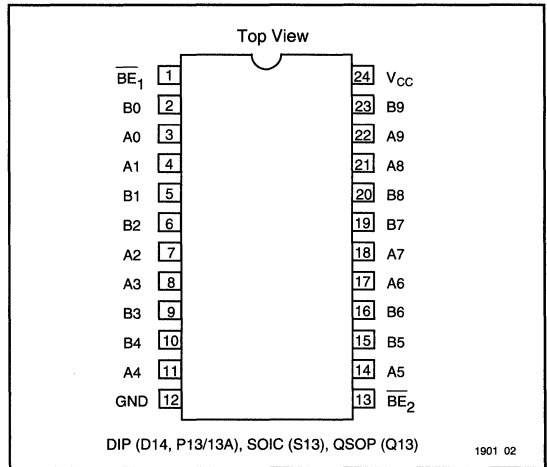 Top View
B̅E̅₁ 1 24 V_CC
B0 2 23 B9
A0 3 22 A9
A1 4 21 A8
B1 5 20 B8
B2 6 19 B7
A2 7 18 A7
A3 8 17 A6
B3 9 16 B6
B4 10 15 B5
A4 11 14 A5
GND 12 13 B̅E̅₂
DIP (D14, P13/13A), SOIC (S13), QSOP (Q13)
1901 02